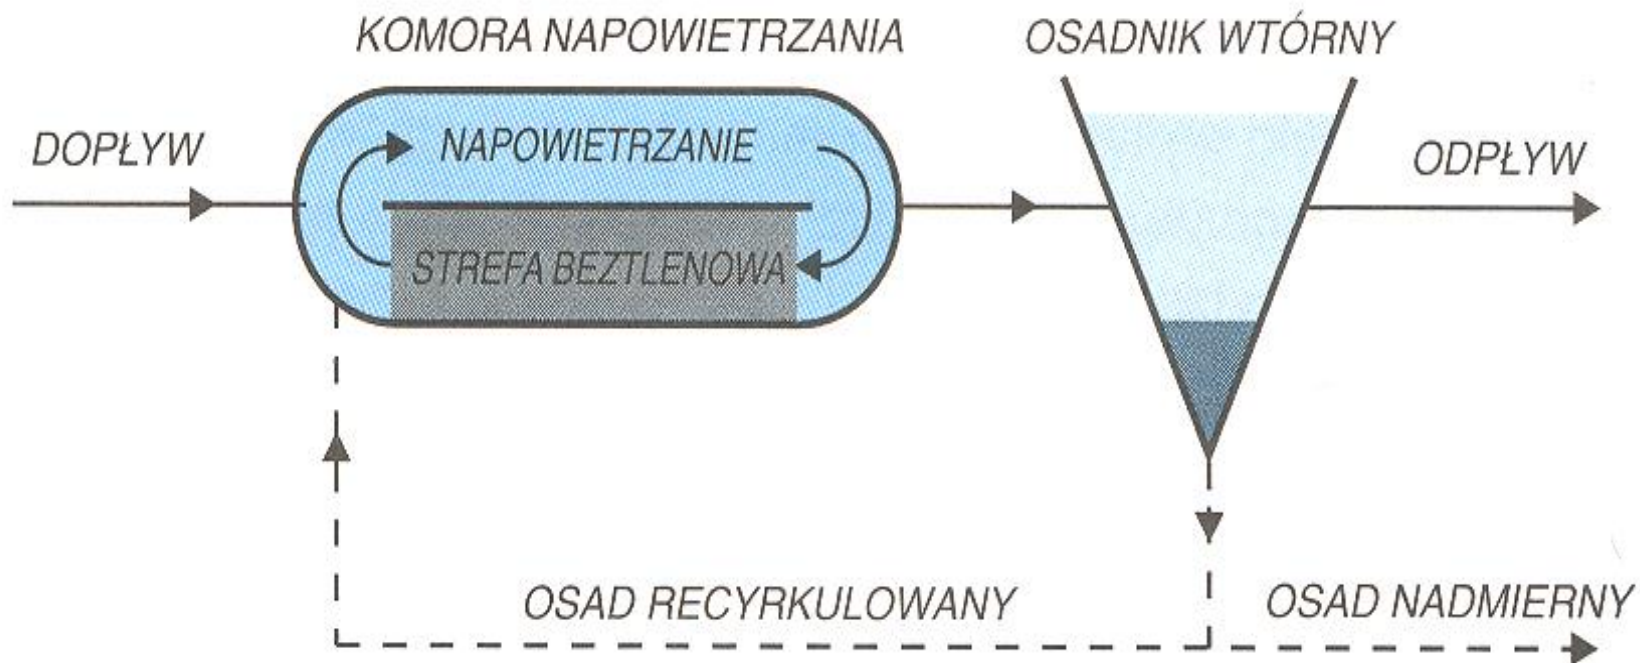 KOMORA NAPOWIETRZANIA
OSADNIK WTÓRNY
DOPŁYW
NAPOWIETRZANIE
ODPŁYW
STREFA BEZTLENOWA
OSAD RECYRKULOWANY
OSAD NADMIERNY